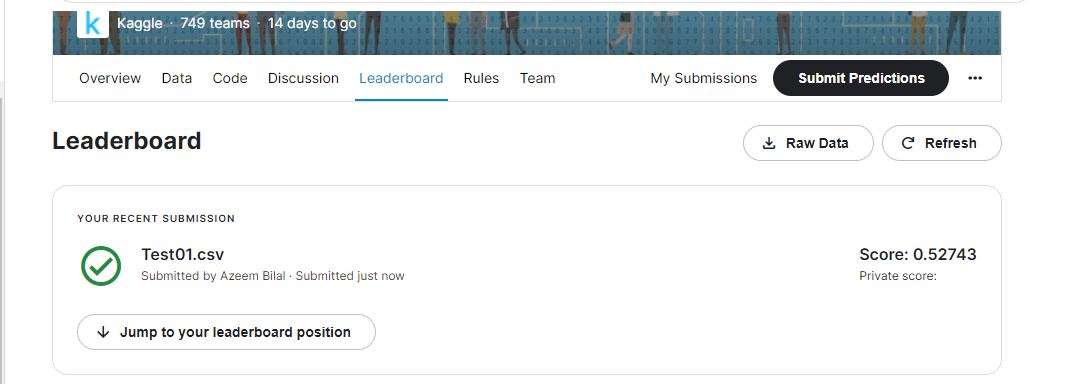 k Kaggle · 749 teams · 14 days to go
Overview Data Code Discussion Leaderboard Rules Team My Submissions Submit Predictions •••
Leaderboard Raw Data Refresh
YOUR RECENT SUBMISSION
Test01.csv Score: 0.52743
Submitted by Azeem Bilal · Submitted just now Private score:
Jump to your leaderboard position